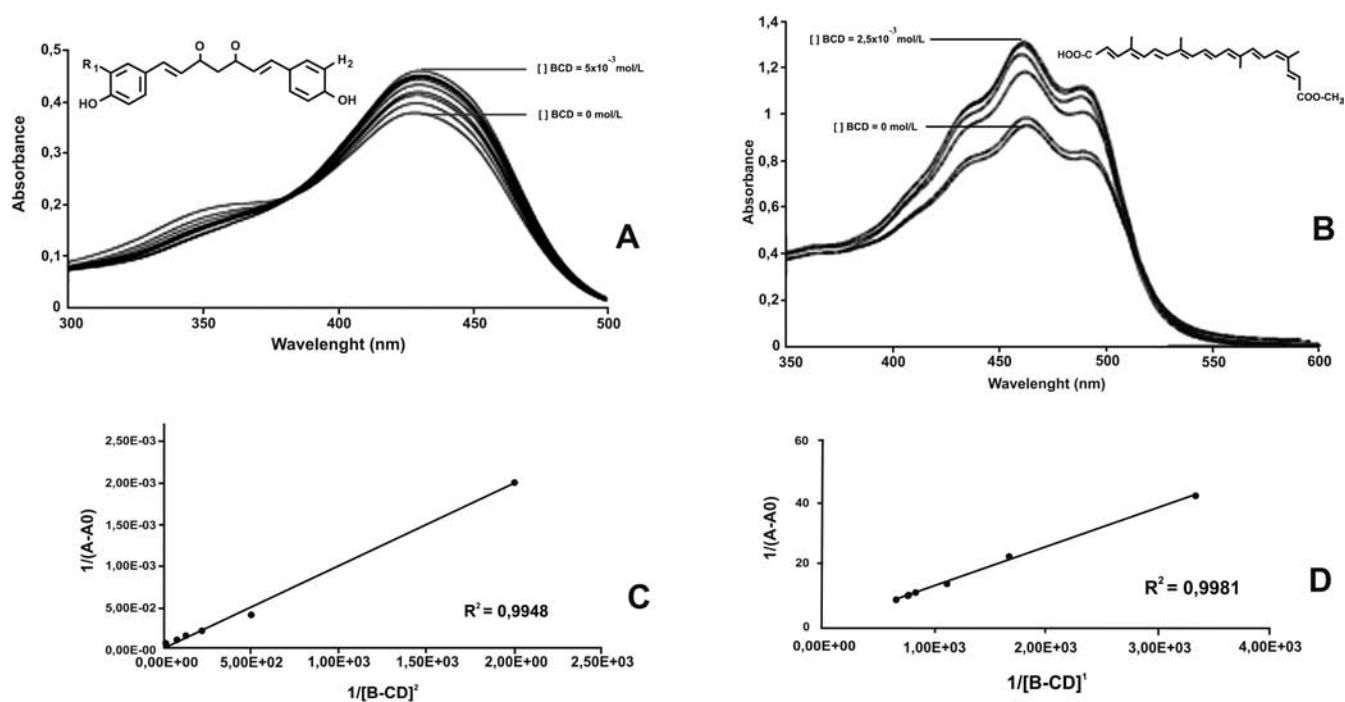 A
R1
HO
O
O
H2
OH
[ ] BCD = 5x10-3 mol/L
[ ] BCD = 0 mol/L
Absorbance
0,5
0,4
0,3
0,2
0,1
0
300
350
400
450
500
Wavelenght (nm)
B
HOO-C
COO-CH3
[ ] BCD = 2,5x10-3 mol/L
[ ] BCD = 0 mol/L
Absorbance
1,4
1,2
1
0,8
0,6
0,4
0,2
0
350
400
450
500
550
600
Wavelenght (nm)
C
1/(A-A0)
2,50E-03
2,00E-03
1,50E-03
1,00E-03
5,00E-02
0,00E-00
R2 = 0,9948
0,00E+00
5,00E+02
1,00E+03
1,50E+03
2,00E+03
2,50E+03
1/[B-CD]2
D
1/(A-A0)
60
40
20
0
R2 = 0,9981
0,00E+00
1,00E+03
2,00E+03
3,00E+03
4,00E+03
1/[B-CD]1